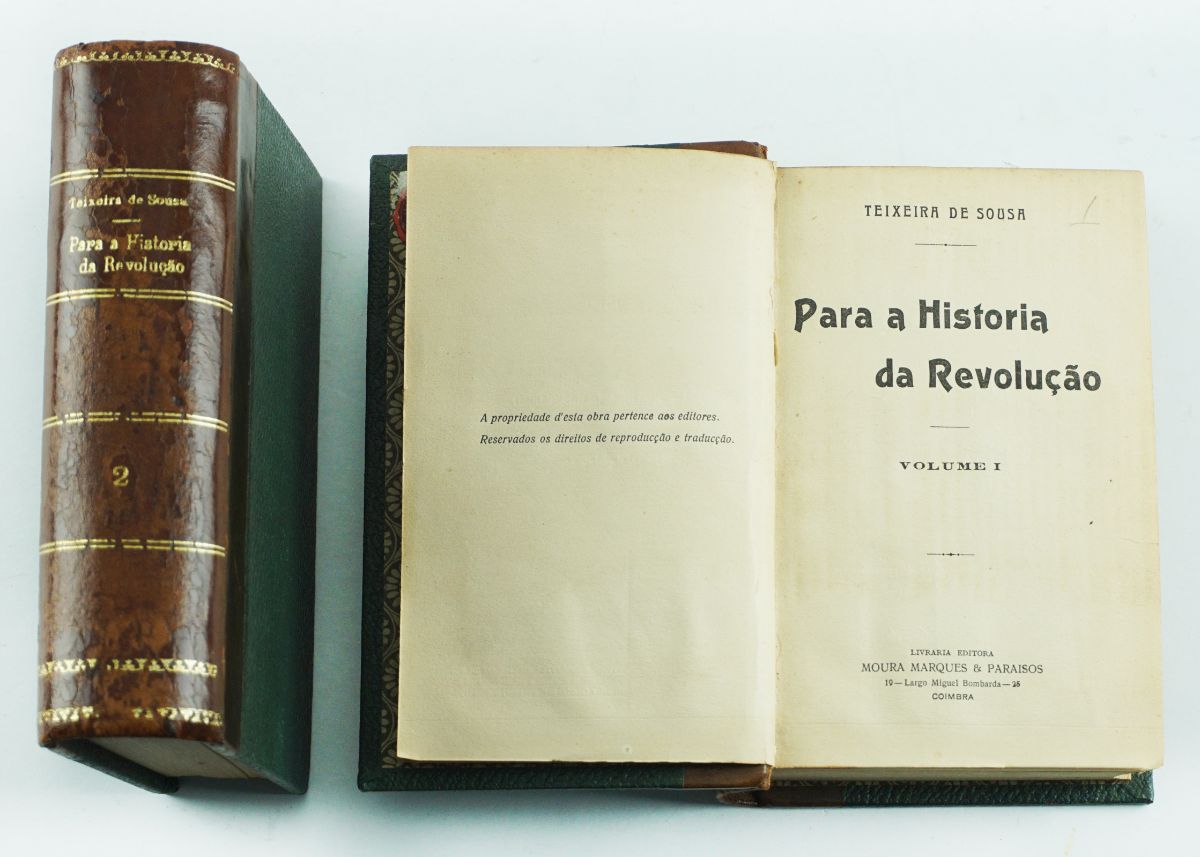 Teixeira de Sousa
Para a Historia
da Revolução
2
A propriedade d'esta obra pertence aos editores.
Reservados os direitos de reproducção e traducção.
TEIXEIRA DE SOUSA
1
Para a Historia
da Revolução
VOLUME I
LIVRARIA EDITORA
MOURA MARQUES & PARAISOS
19—Largo Miguel Bombarda—25
COIMBRA